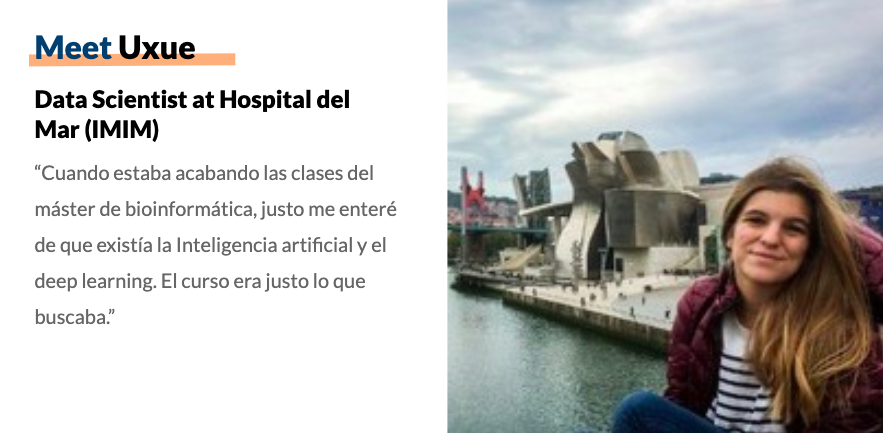 Meet Uxue
Data Scientist at Hospital del
Mar (IMIM)
“Cuando estaba acabando las clases del
máster de bioinformática, justo me enteré
de que existía la Inteligencia artificial y el
deep learning. El curso era justo lo que
buscaba.”